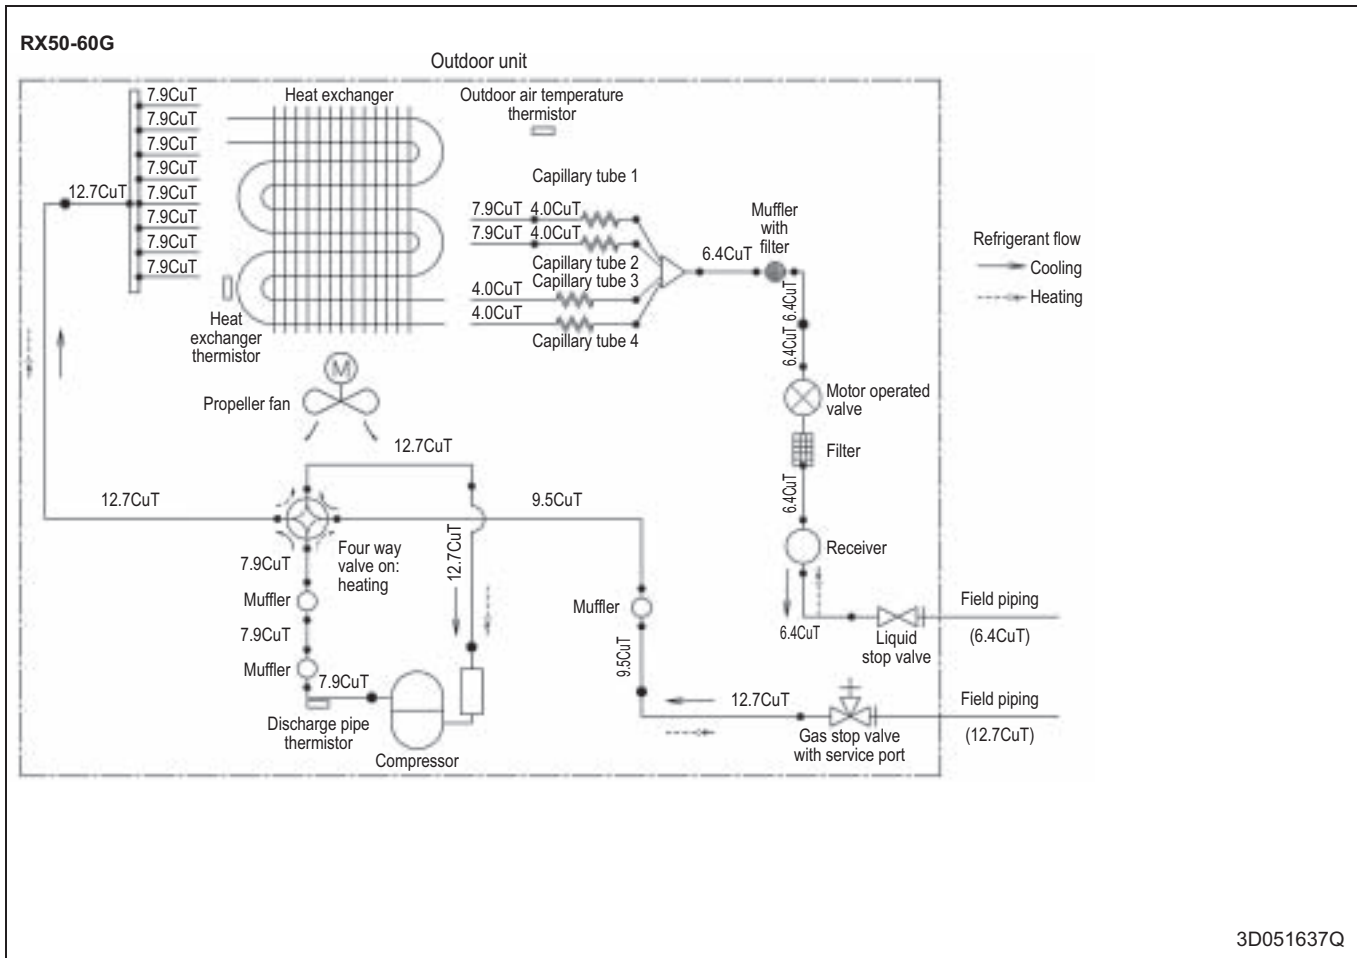 RX50-60G
Outdoor unit
7.9CuT
7.9CuT
7.9CuT
7.9CuT
7.9CuT
7.9CuT
7.9CuT
7.9CuT
12.7CuT
Heat exchanger
Outdoor air temperature
thermistor
Capillary tube 1
7.9CuT 4.0CuT
7.9CuT 4.0CuT
Capillary tube 2
Capillary tube 3
4.0CuT
4.0CuT
Capillary tube 4
Muffler
with
filter
6.4CuT
6.4CuT
6.4CuT
Refrigerant flow
Cooling
Heating
Heat
exchanger
thermistor
M
Propeller fan
Motor operated
valve
Filter
6.4CuT
Receiver
12.7CuT
12.7CuT
9.5CuT
12.7CuT
Four way
valve on:
heating
7.9CuT
Muffler
7.9CuT
Muffler
7.9CuT
Discharge pipe
thermistor
Compressor
Muffler
9.5CuT
6.4CuT
Liquid
stop valve
Field piping
(6.4CuT)
12.7CuT
Gas stop valve
with service port
Field piping
(12.7CuT)
3D051637Q